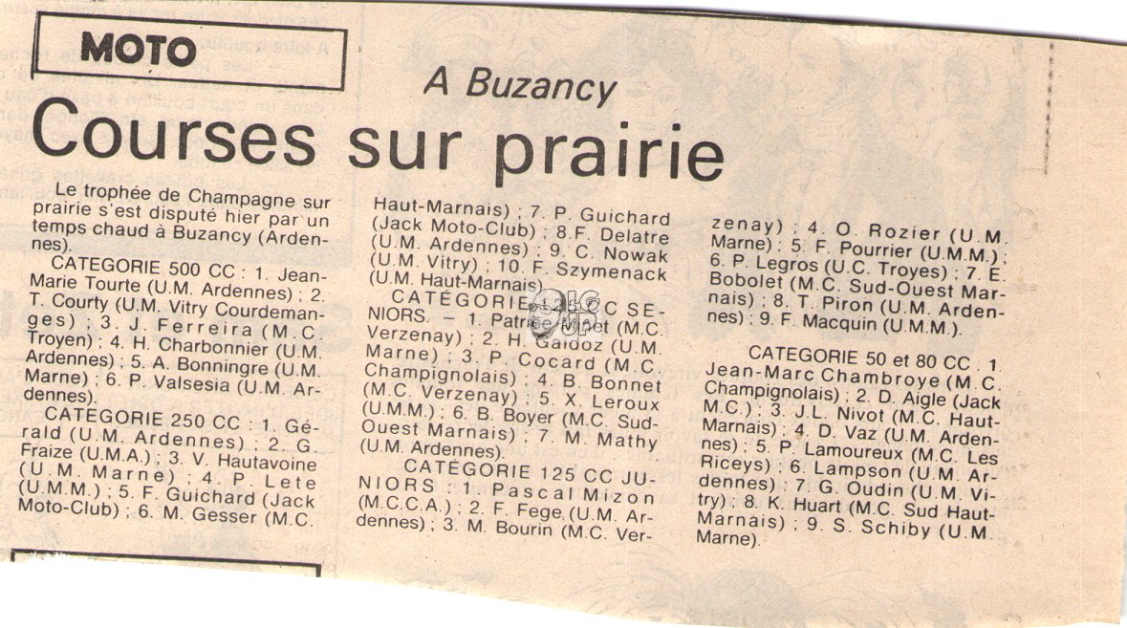 MOTO
A Buzancy
Courses sur prairie
Le trophée de Champagne sur
prairie s'est disputé hier par un
temps chaud à Buzancy (Arden-
nes).
CATEGORIE 500 CC : 1. Jean-
Marie Tourte (U.M. Ardennes) ; 2.
T. Courty (U.M. Vitry Courdeman-
ges) ; 3. J. Ferreira (M.C.
Troyen) ; 4. H. Charbonnier (U.M.
Ardennes) ; 5. A. Bonningre (U.M.
Marne) ; 6. P. Valsesia (U.M. Ar-
dennes).
CATÉGORIE 250 CC : 1. Gé-
rald (U.M. Ardennes) ; 2. G.
Fraize (U.M.A.) ; 3. V. Hautavoine
(U.M. Marne) ; 4. P. Lete
(U.M.M.) ; 5. F. Guichard (Jack
Moto-Club) ; 6. M. Gesser (M.C.
Haut-Marnais) ; 7. P. Guichard
(Jack Moto-Club) ; 8. F. Delatre
(U.M. Ardennes) ; 9. C. Nowak
(U.M. Vitry) ; 10. F. Szymenack
(U.M. Haut-Marnais).
CATÉGORIE CC SE-
NIORS. — 1. (M.C.
Verzenay) ; 2. H. Galdoz (U.M.
Marne) ; 3. P. Cocard (M.C.
Champignolais) ; 4. B. Bonnet
(M.C. Verzenay) ; 5. X. Leroux
(U.M.M.) ; 6. B. Boyer (M.C. Sud-
Ouest Marnais) ; 7. M. Mathy
(U.M. Ardennes).
CATÉGORIE 125 CC JU-
NIORS : 1. Pascal Mizon
(M.C.C.A.) ; 2. F. Fege (U.M. Ar-
dennes) ; 3. M. Bourin (M.C. Ver-
zenay) ; 4. O. Rozier (U.M.
Marne) ; 5. F. Pourrier (U.M.M.) ;
6. P. Legros (U.C. Troyes) ; 7. E.
Bobolet (M.C. Sud-Ouest Mar-
nais) ; 8. T. Piron (U.M. Arden-
nes) ; 9. F. Macquin (U.M.M.).
CATEGORIE 50 et 80 CC : 1.
Jean-Marc Chambroye (M.C.
Champignolais) ; 2. D. Aigle (Jack
M.C.) ; 3. J.L. Nivot (M.C. Haut-
Marnais) ; 4. D. Vaz (U.M. Arden-
nes) ; 5. P. Lamoureux (M.C. Les
Riceys) ; 6. Lampson (U.M. Ar-
dennes) ; 7. G. Oudin (U.M. Vi-
try) ; 8. K. Huart (M.C. Sud Haut-
Marnais) ; 9. S. Schiby (U.M.
Marne).